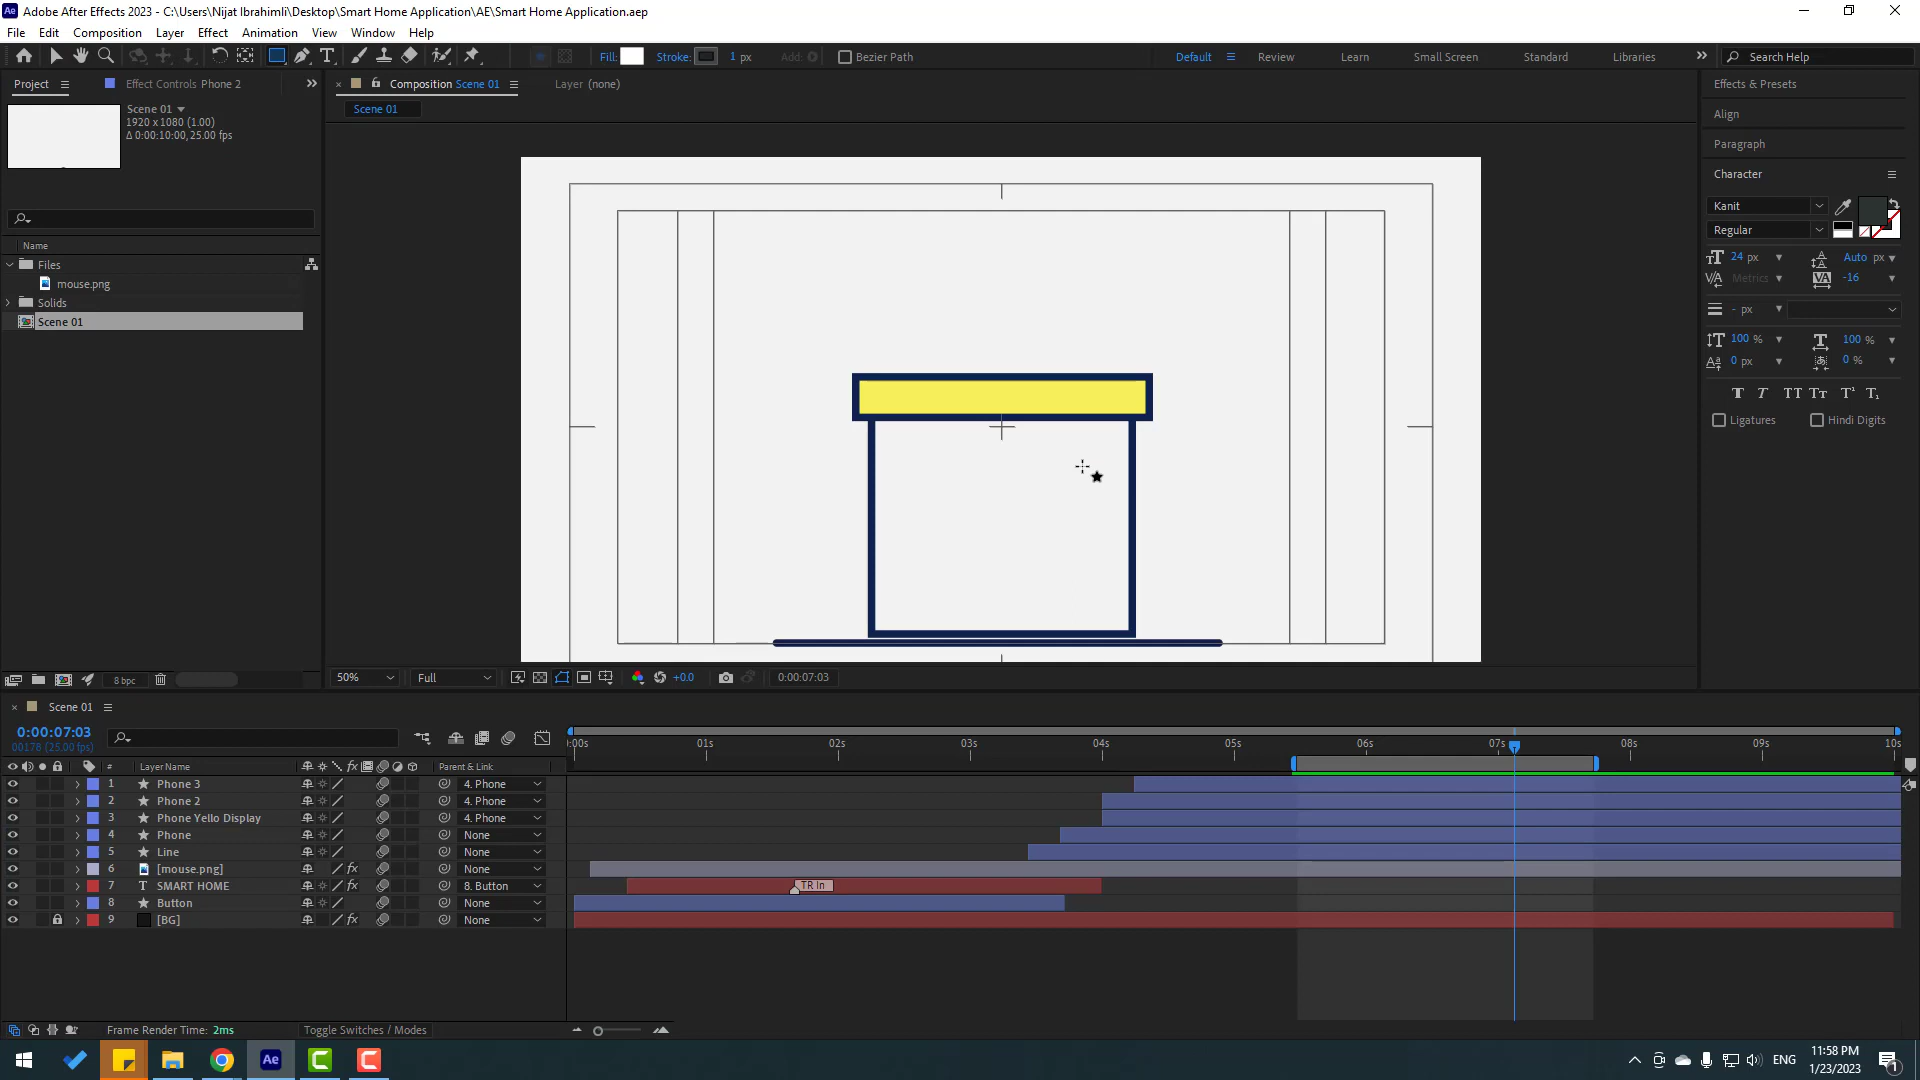 Adobe After Effects 2023 - C:\Users\Nijat Ibrahimli\Desktop\Smart Home Application\AE\Smart Home Application.aep
File Edit Composition Layer Effect Animation View Window Help
Fill: Stroke: 1 px Add: Bezier Path Default Review Learn Small Screen Standard Libraries Search Help
Project Effect Controls Phone 2
Composition Scene 01 Layer (none)
Effects & Presets
Scene 01
1920 x 1080 (1.00)
Δ 0:00:10:00, 25.00 fps
Scene 01
Align
Paragraph
Character
Kanit
Regular
24 px Auto px
Metrics -16
- px
100 % 100 %
0 px 0 %
Ligatures Hindi Digits
Name
Files
mouse.png
Solids
Scene 01
8 bpc
50% Full +0.0 0:00:07:03
Scene 01
0:00:07:03
00178 (25.00 fps)
:00s 01s 02s 03s 04s 05s 06s 07s 08s 09s 10s
# Layer Name fx Parent & Link
1 Phone 3 4. Phone
2 Phone 2 4. Phone
3 Phone Yello Display 4. Phone
4 Phone None
5 Line None
6 [mouse.png] fx None
7 T SMART HOME fx 8. Button TR In
8 Button None
9 [BG] fx None
Frame Render Time: 2ms Toggle Switches / Modes
Ae
ENG
11:58 PM
1/23/2023
1